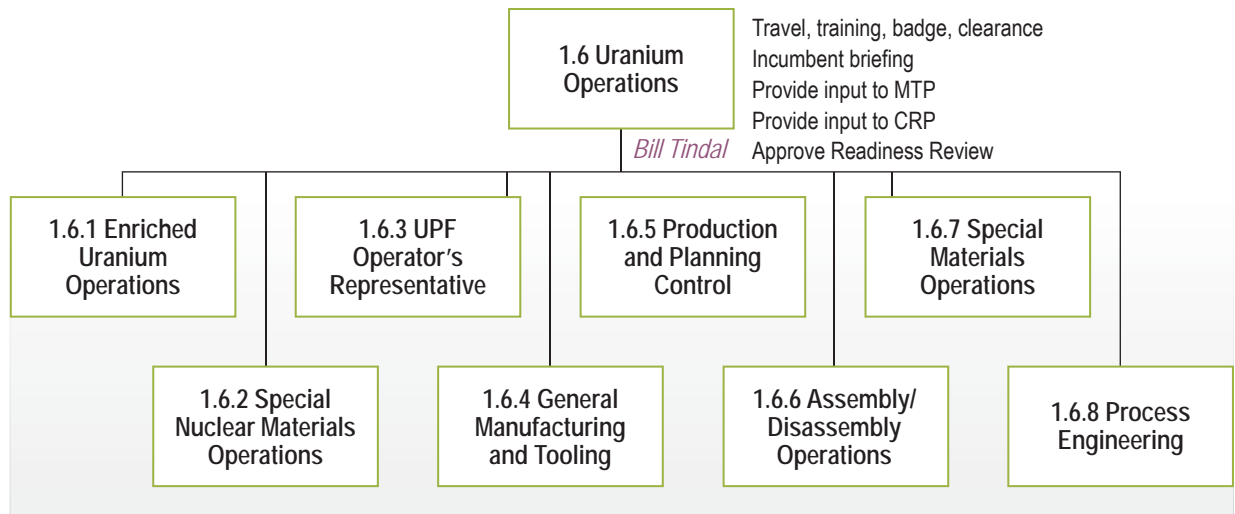 1.6 Uranium
Operations
Travel, training, badge, clearance
Incumbent briefing
Provide input to MTP
Provide input to CRP
Approve Readiness Review
Bill Tindal
1.6.1 Enriched
Uranium
Operations
1.6.3 UPF
Operator's
Representative
1.6.5 Production
and Planning
Control
1.6.7 Special
Materials
Operations
1.6.2 Special
Nuclear Materials
Operations
1.6.4 General
Manufacturing
and Tooling
1.6.6 Assembly/
Disassembly
Operations
1.6.8 Process
Engineering